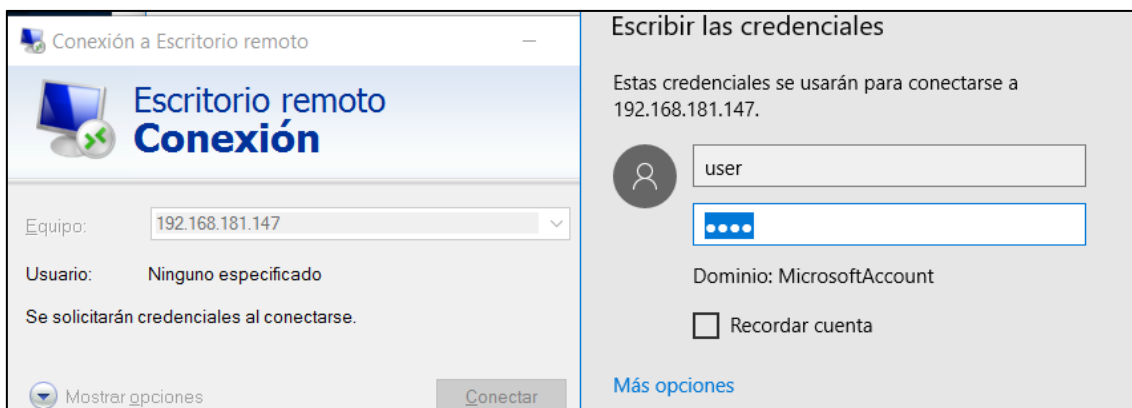 Conexión a Escritorio remoto
Escritorio remoto
Conexión
Equipo:
192.168.181.147
Usuario:
Ninguno especificado
Se solicitarán credenciales al conectarse.
Mostrar opciones
Conectar
Escribir las credenciales
Estas credenciales se usarán para conectarse a
192.168.181.147.
user
••••
Dominio: MicrosoftAccount
Recordar cuenta
Más opciones